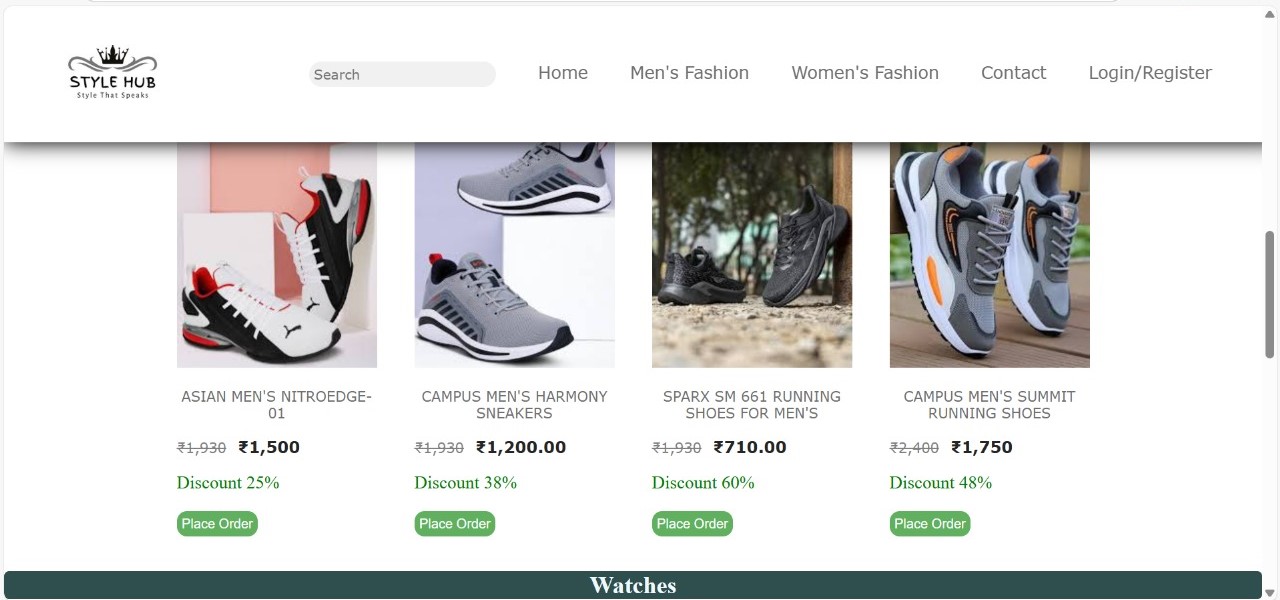 STYLE HUB
Style That Speaks
Search
Home
Men's Fashion
Women's Fashion
Contact
Login/Register
ASIAN MEN'S NITROEDGE-
01
₹1,930 ₹1,500
Discount 25%
Place Order
CAMPUS MEN'S HARMONY
SNEAKERS
₹1,930 ₹1,200.00
Discount 38%
Place Order
SPARX SM 661 RUNNING
SHOES FOR MEN'S
₹1,930 ₹710.00
Discount 60%
Place Order
CAMPUS MEN'S SUMMIT
RUNNING SHOES
₹2,400 ₹1,750
Discount 48%
Place Order
Watches